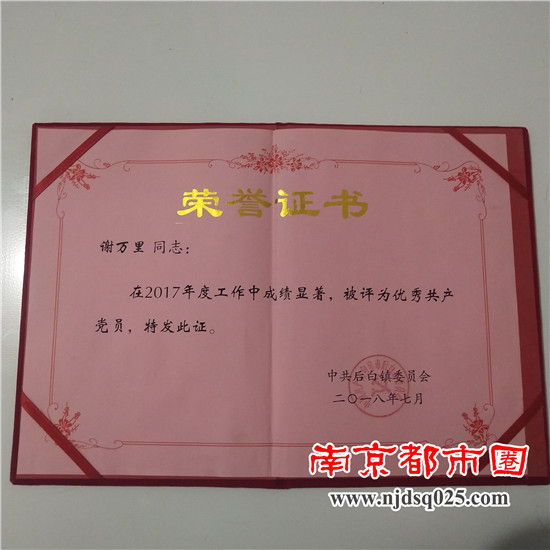 荣誉证书
谢万里 同志：
在2017年度工作中成绩显著，被评为优秀共产
党员，特发此证。
中共后白镇委员会
二〇一八年七月
南京都市圈
www.njdsq025.com